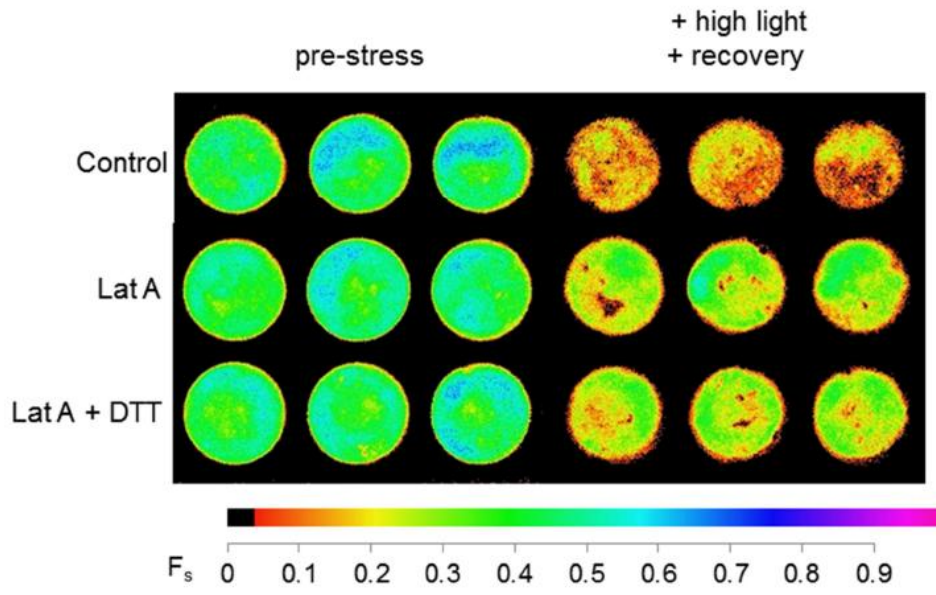 + high light
pre-stress + recovery
Control
Lat A
Lat A + DTT
Fs 0 0.1 0.2 0.3 0.4 0.5 0.6 0.7 0.8 0.9